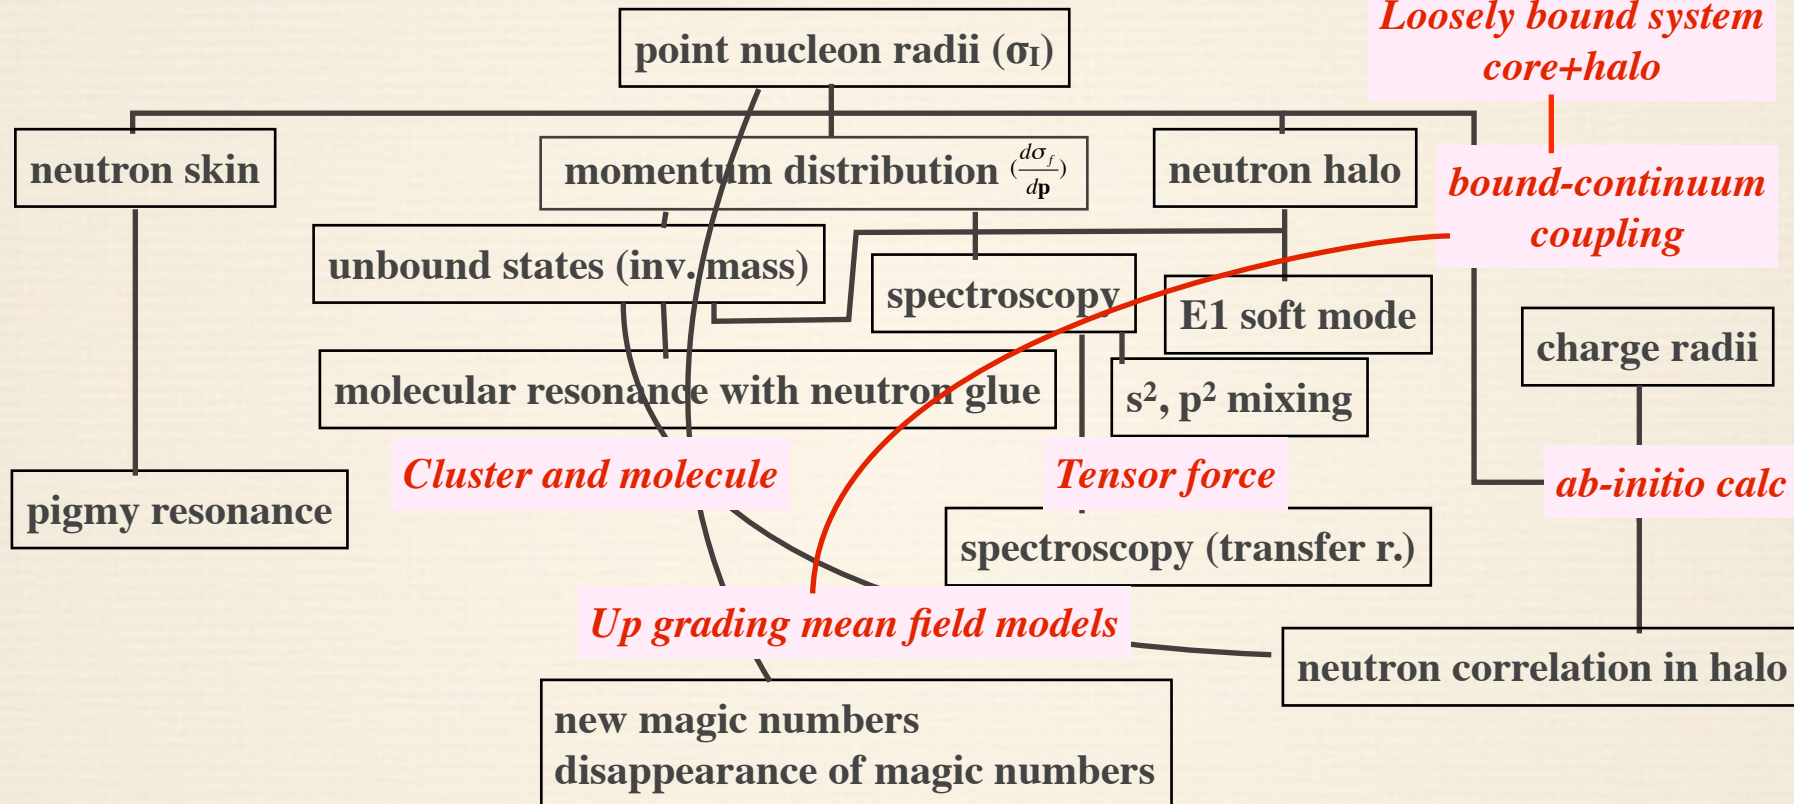 Loosely bound system
core+halo
point nucleon radii (σI)
neutron skin
momentum distribution (dσf/dp)
neutron halo
bound-continuum
coupling
unbound states (inv. mass)
spectroscopy
E1 soft mode
charge radii
molecular resonance with neutron glue
s², p² mixing
Cluster and molecule
Tensor force
ab-initio calc
pigmy resonance
spectroscopy (transfer r.)
Up grading mean field models
neutron correlation in halo
new magic numbers
disappearance of magic numbers